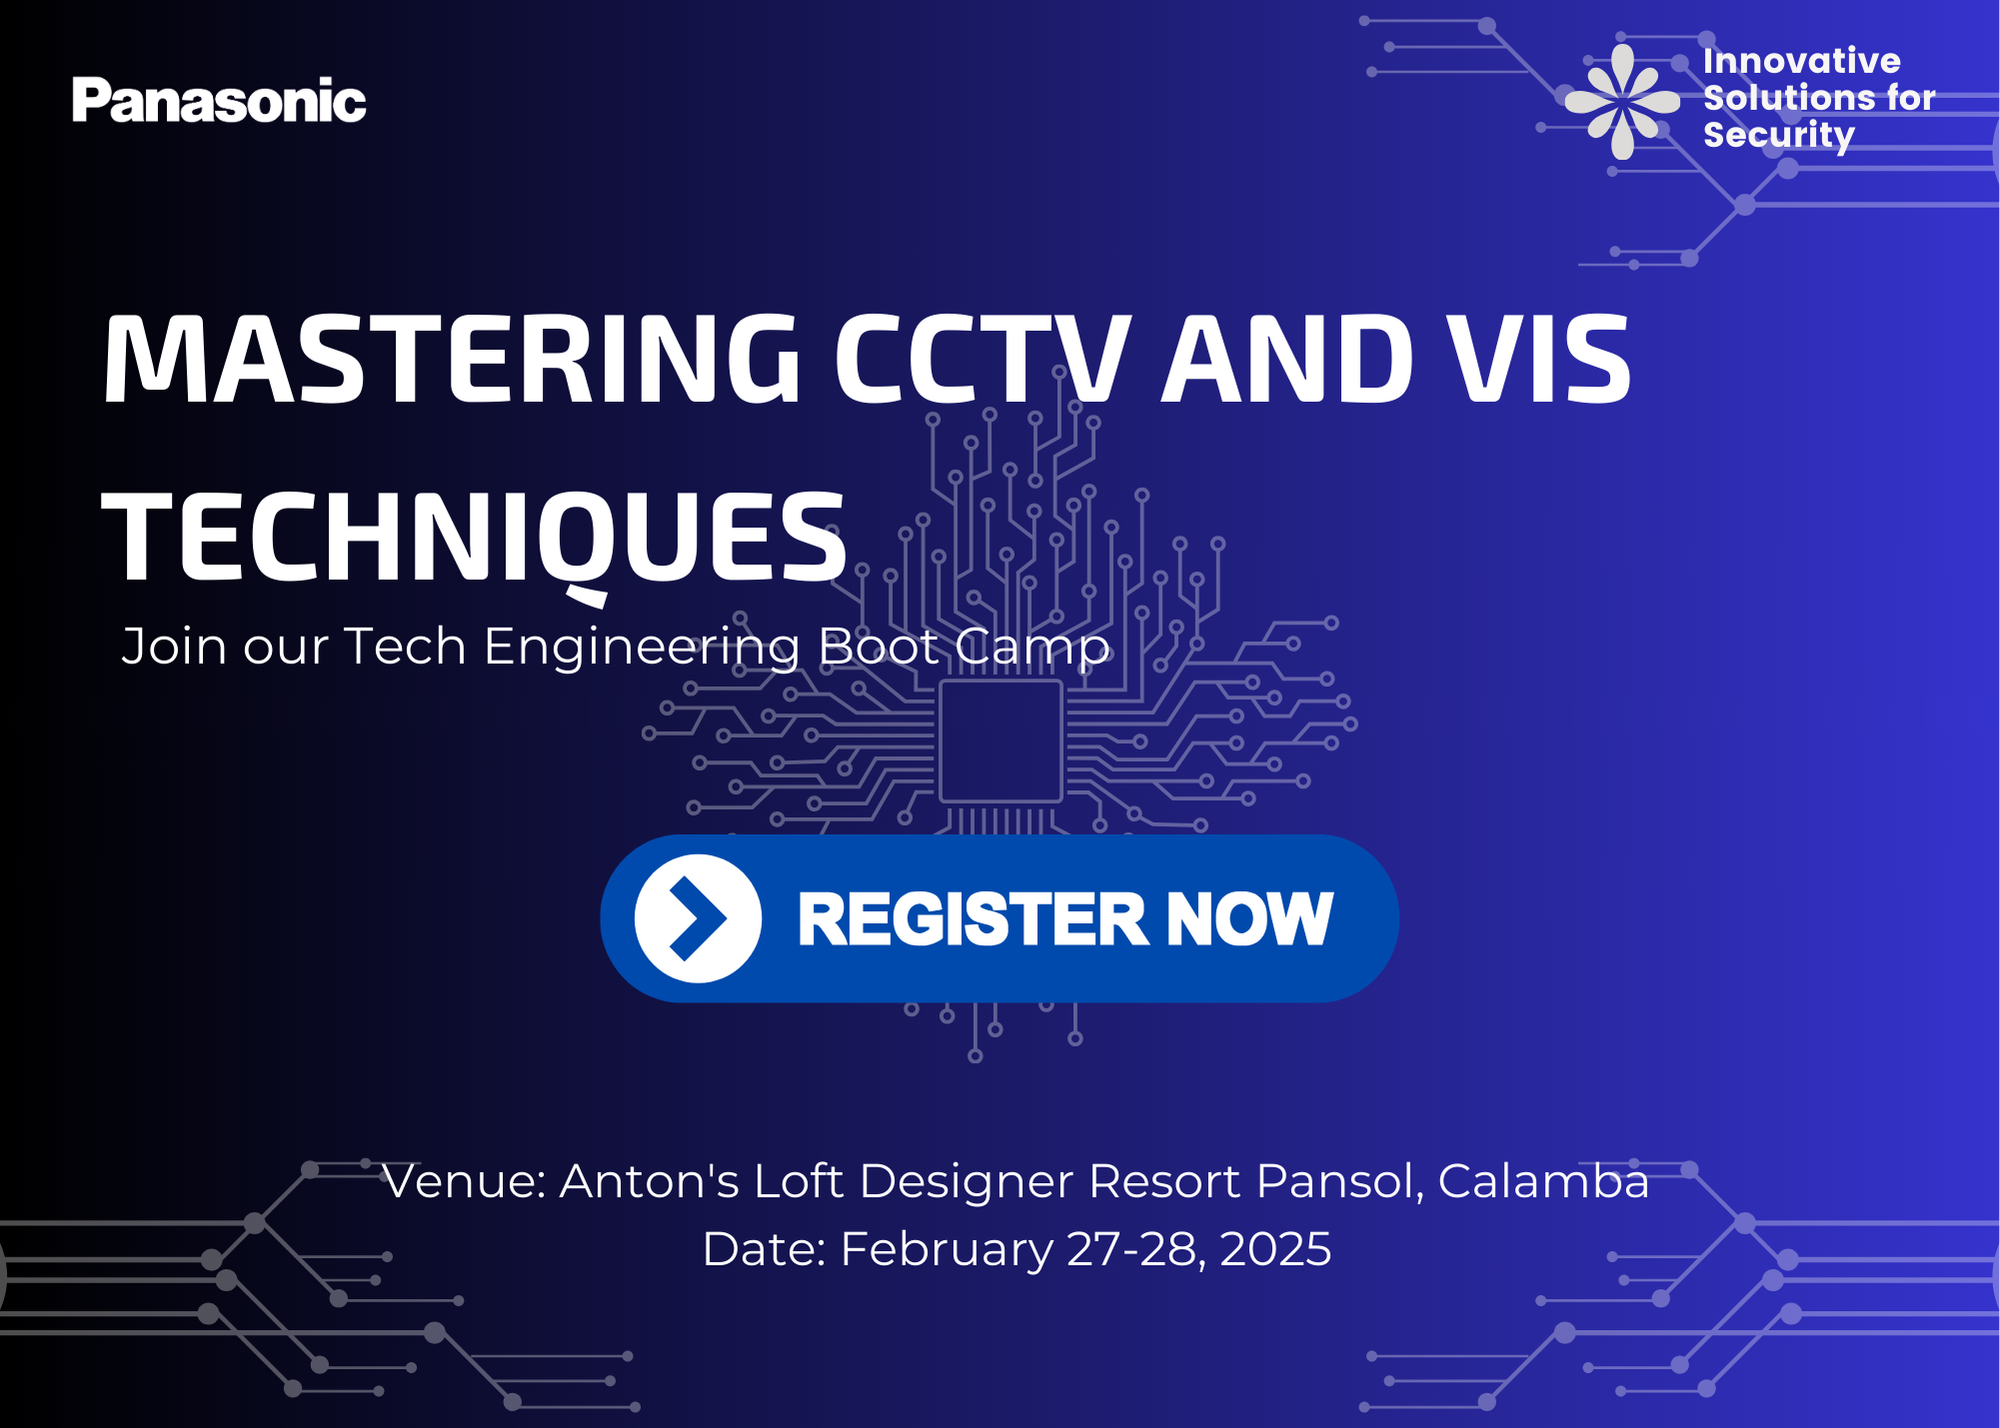 Panasonic
Innovative
Solutions for
Security
MASTERING CCTV AND VIS
TECHNIQUES
Join our Tech Engineering Boot Camp
REGISTER NOW
Venue: Anton's Loft Designer Resort Pansol, Calamba
Date: February 27-28, 2025